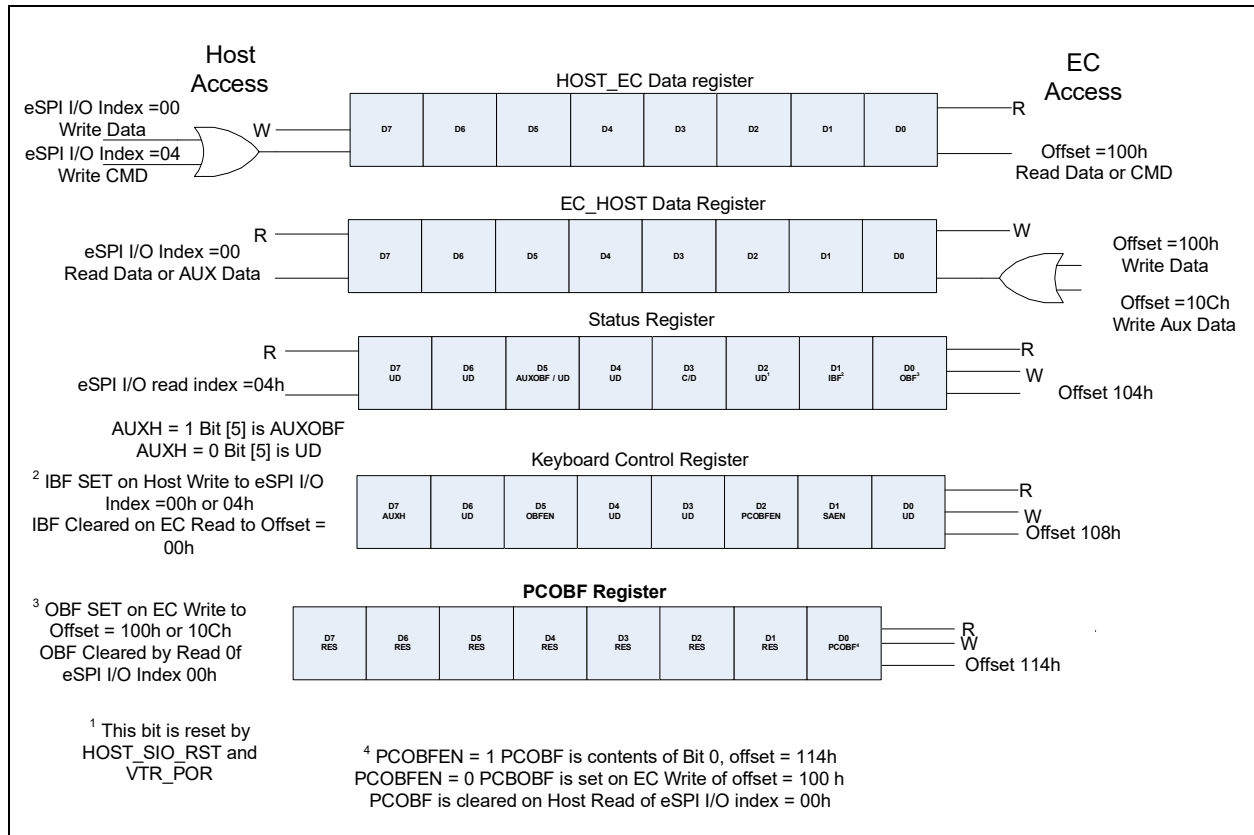 Host
Access
EC
Access
HOST_EC Data register
eSPI I/O Index =00
Write Data
eSPI I/O Index =04
Write CMD
W
D7 D6 D5 D4 D3 D2 D1 D0
R
Offset =100h
Read Data or CMD
EC_HOST Data Register
R
eSPI I/O Index =00
Read Data or AUX Data
D7 D6 D5 D4 D3 D2 D1 D0
W
Offset =100h
Write Data
Offset =10Ch
Write Aux Data
Status Register
R
eSPI I/O read index =04h
D7 D6 D5 D4 D3 D2 D1 D0
UD UD AUXOBF / UD UD C/D UD1 IBF2 OBF3
R
W
Offset 104h
AUXH = 1 Bit [5] is AUXOBF
AUXH = 0 Bit [5] is UD
Keyboard Control Register
2 IBF SET on Host Write to eSPI I/O
Index =00h or 04h
IBF Cleared on EC Read to Offset =
00h
D7 D6 D5 D4 D3 D2 D1 D0
AUXH UD OBFEN UD UD PCOBFEN SAEN UD
R
W
Offset 108h
PCOBF Register
3 OBF SET on EC Write to
Offset = 100h or 10Ch
OBF Cleared by Read 0f
eSPI I/O Index 00h
D7 D6 D5 D4 D3 D2 D1 D0
RES RES RES RES RES RES RES PCOBF4
R
W
Offset 114h
1 This bit is reset by
HOST_SIO_RST and
VTR_POR
4 PCOBFEN = 1 PCOBF is contents of Bit 0, offset = 114h
PCOBFEN = 0 PCBOBF is set on EC Write of offset = 100 h
PCOBF is cleared on Host Read of eSPI I/O index = 00h